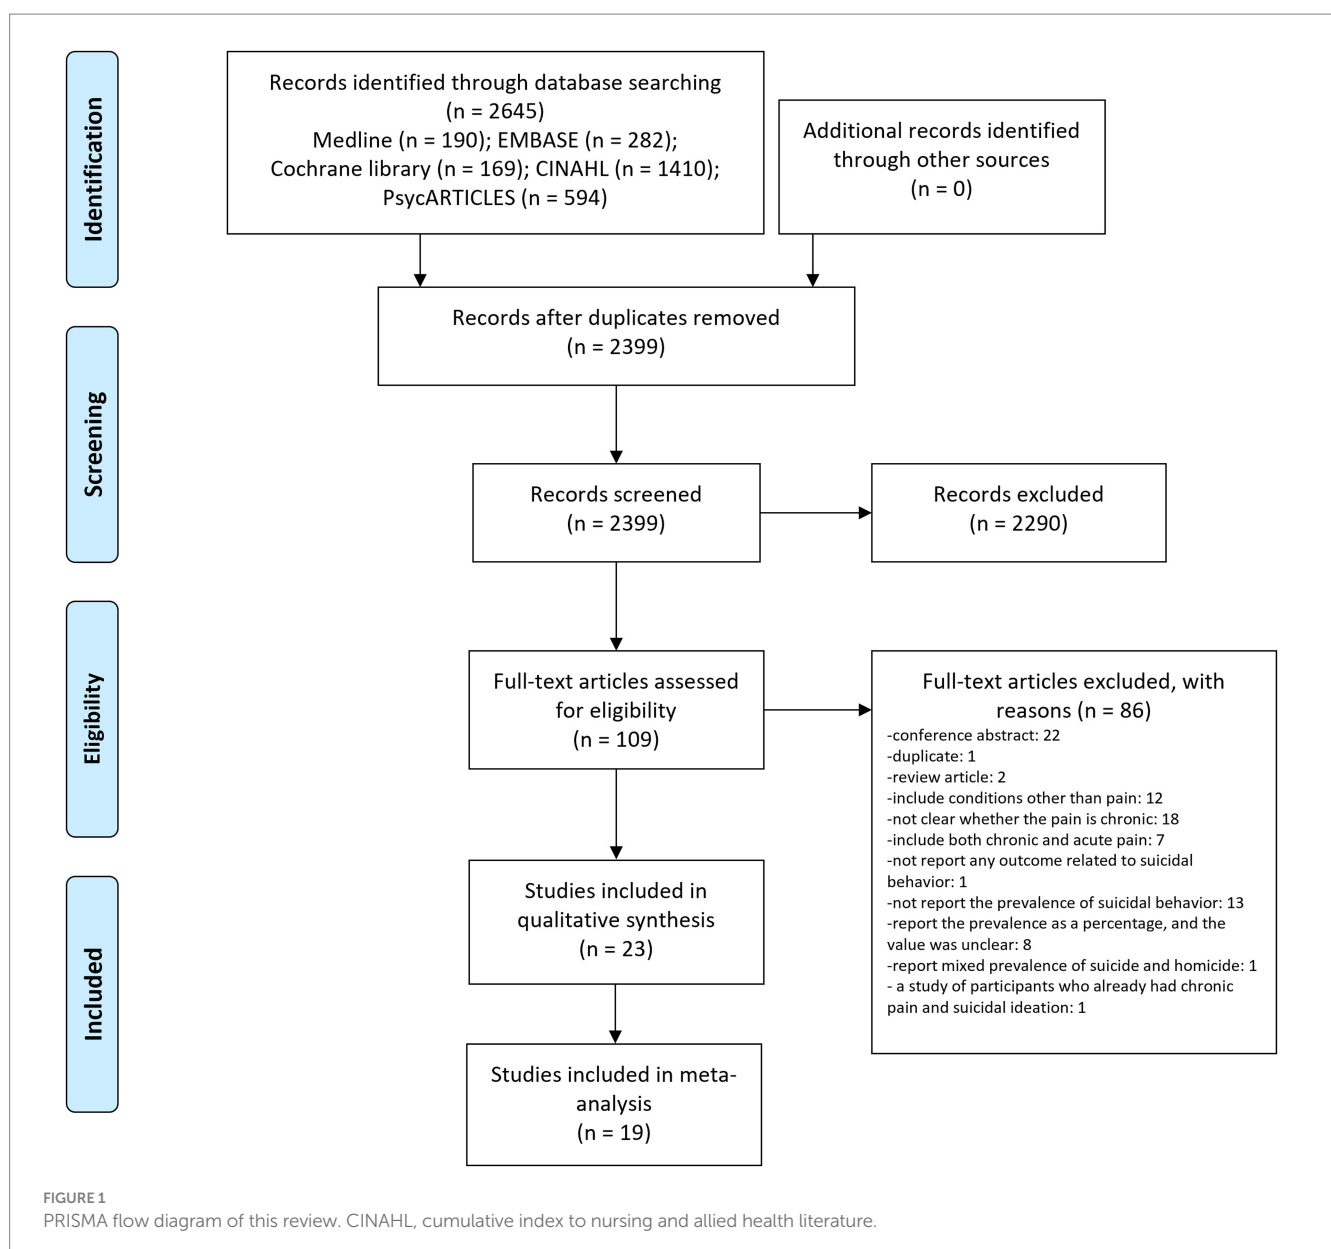 Identification
Records identified through database searching
(n = 2645)
Medline (n = 190); EMBASE (n = 282);
Cochrane library (n = 169); CINAHL (n = 1410);
PsycARTICLES (n = 594)
Additional records identified
through other sources
(n = 0)
Records after duplicates removed
(n = 2399)
Screening
Records screened
(n = 2399)
Records excluded
(n = 2290)
Eligibility
Full-text articles assessed
for eligibility
(n = 109)
Full-text articles excluded, with
reasons (n = 86)
-conference abstract: 22
-duplicate: 1
-review article: 2
-include conditions other than pain: 12
-not clear whether the pain is chronic: 18
-include both chronic and acute pain: 7
-not report any outcome related to suicidal
behavior: 1
-not report the prevalence of suicidal behavior: 13
-report the prevalence as a percentage, and the
value was unclear: 8
-report mixed prevalence of suicide and homicide: 1
- a study of participants who already had chronic
pain and suicidal ideation: 1
Included
Studies included in
qualitative synthesis
(n = 23)
Studies included in meta-
analysis
(n = 19)
FIGURE 1
PRISMA flow diagram of this review. CINAHL, cumulative index to nursing and allied health literature.